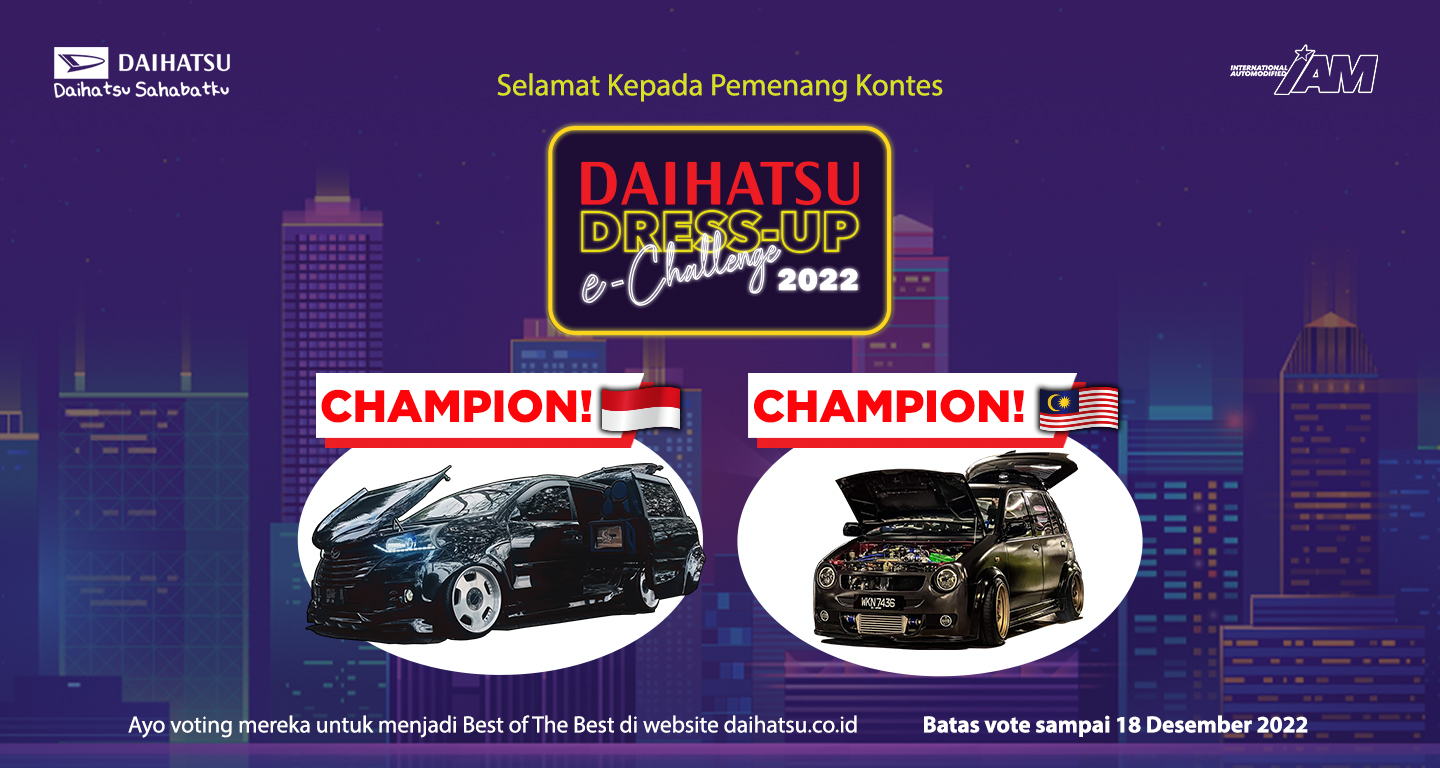 DAIHATSU
Daihatsu Sahabatku
Selamat Kepada Pemenang Kontes
INTERNATIONAL
AUTOMODIFIED
IAM
DAIHATSU
DRESS-UP
e-Challenge
2022
CHAMPION!
CHAMPION!
WKN 7436
Ayo voting mereka untuk menjadi Best of The Best di website daihatsu.co.id
Batas vote sampai 18 Desember 2022